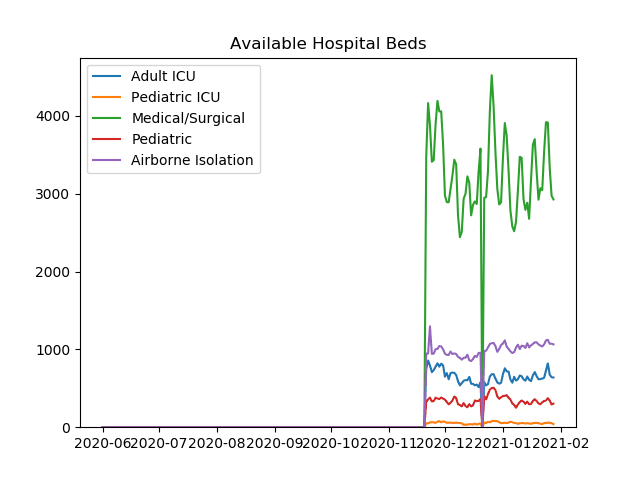 Available Hospital Beds
Adult ICU
Pediatric ICU
Medical/Surgical
Pediatric
Airborne Isolation
4000
3000
2000
1000
0
2020-06 2020-07 2020-08 2020-09 2020-10 2020-11 2020-12 2021-01 2021-02